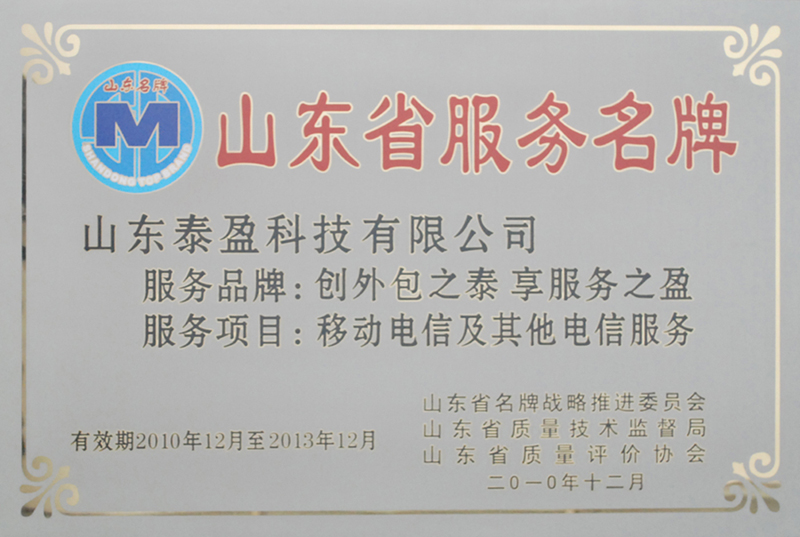 山东名牌
M
SHANDONG TOP BRAND
山东省服务名牌
山东泰盈科技有限公司
服务品牌:创外包之泰 享服务之盈
服务项目:移动电信及其他电信服务
山东省名牌战略推进委员会
山东省质量技术监督局
山东省质量评价协会
有效期2010年12月至2013年12月
二○一○年十二月